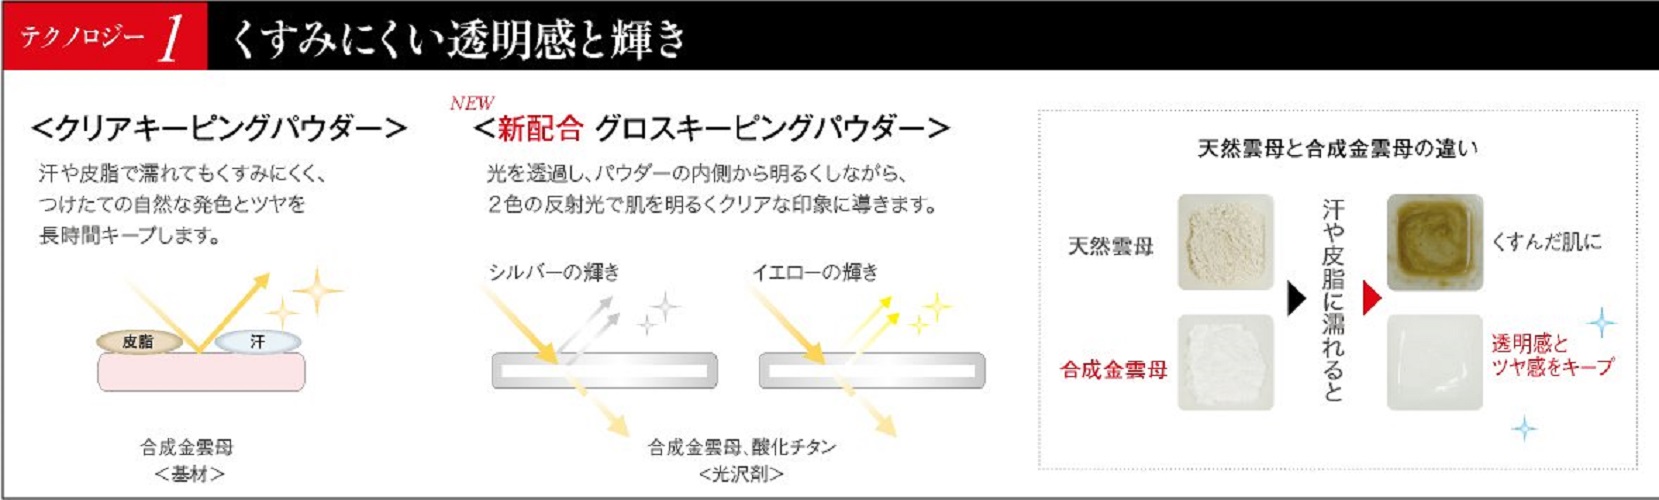 テクノロジー 1 くすみにくい透明感と輝き
<クリアキーピングパウダー>
汗や皮脂で濡れてもくすみにくく、
つけたての自然な発色とツヤを
長時間キープします。
皮脂
汗
合成金雲母
<基材>
NEW
<新配合 グロスキーピングパウダー>
光を透過し、パウダーの内側から明るくしながら、
2色の反射光で肌を明るくクリアな印象に導きます。
シルバーの輝き
イエローの輝き
合成金雲母、酸化チタン
<光沢剤>
天然雲母と合成金雲母の違い
天然雲母
合成金雲母
汗や皮脂に濡れると
くすんだ肌に
透明感と
ツヤ感をキープ